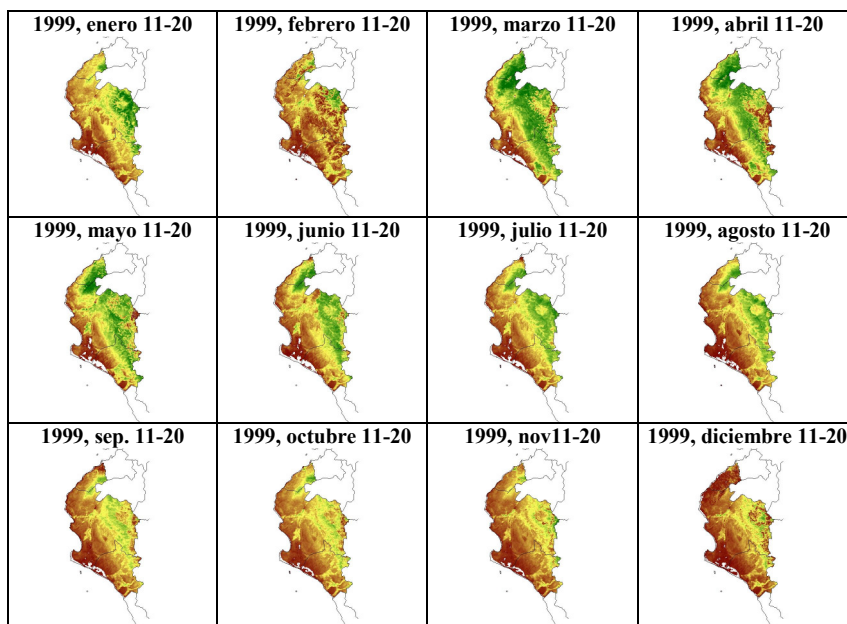 1999, enero 11-20
1999, febrero 11-20
1999, marzo 11-20
1999, abril 11-20
1999, mayo 11-20
1999, junio 11-20
1999, julio 11-20
1999, agosto 11-20
1999, sep. 11-20
1999, octubre 11-20
1999, nov11-20
1999, diciembre 11-20